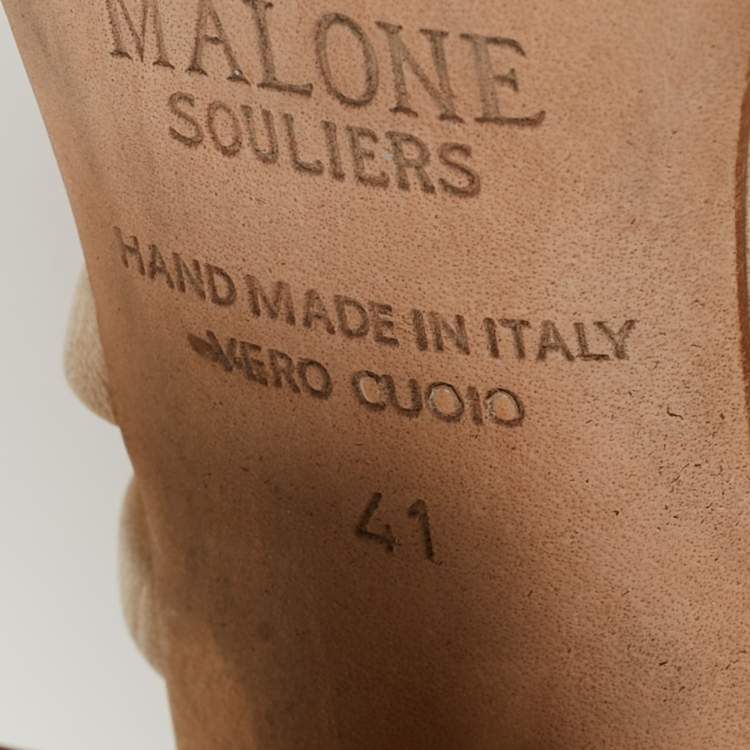 MALONE
SOULIERS
HAND MADE IN ITALY
VERO CUOIO
41